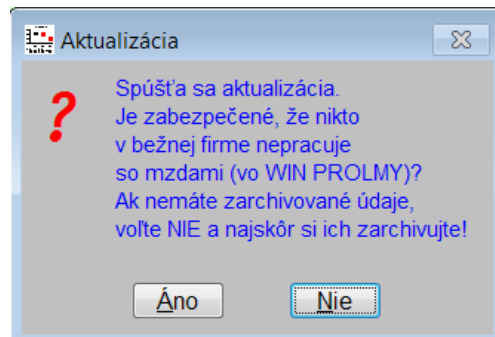 Aktualizácia
Spúšťa sa aktualizácia.
Je zabezpečené, že nikto
v bežnej firme nepracuje
so mzdami (vo WIN PROLMY)?
Ak nemáte zarchivované údaje,
voľte NIE a najskôr si ich zarchivujte!
?
Áno
Nie